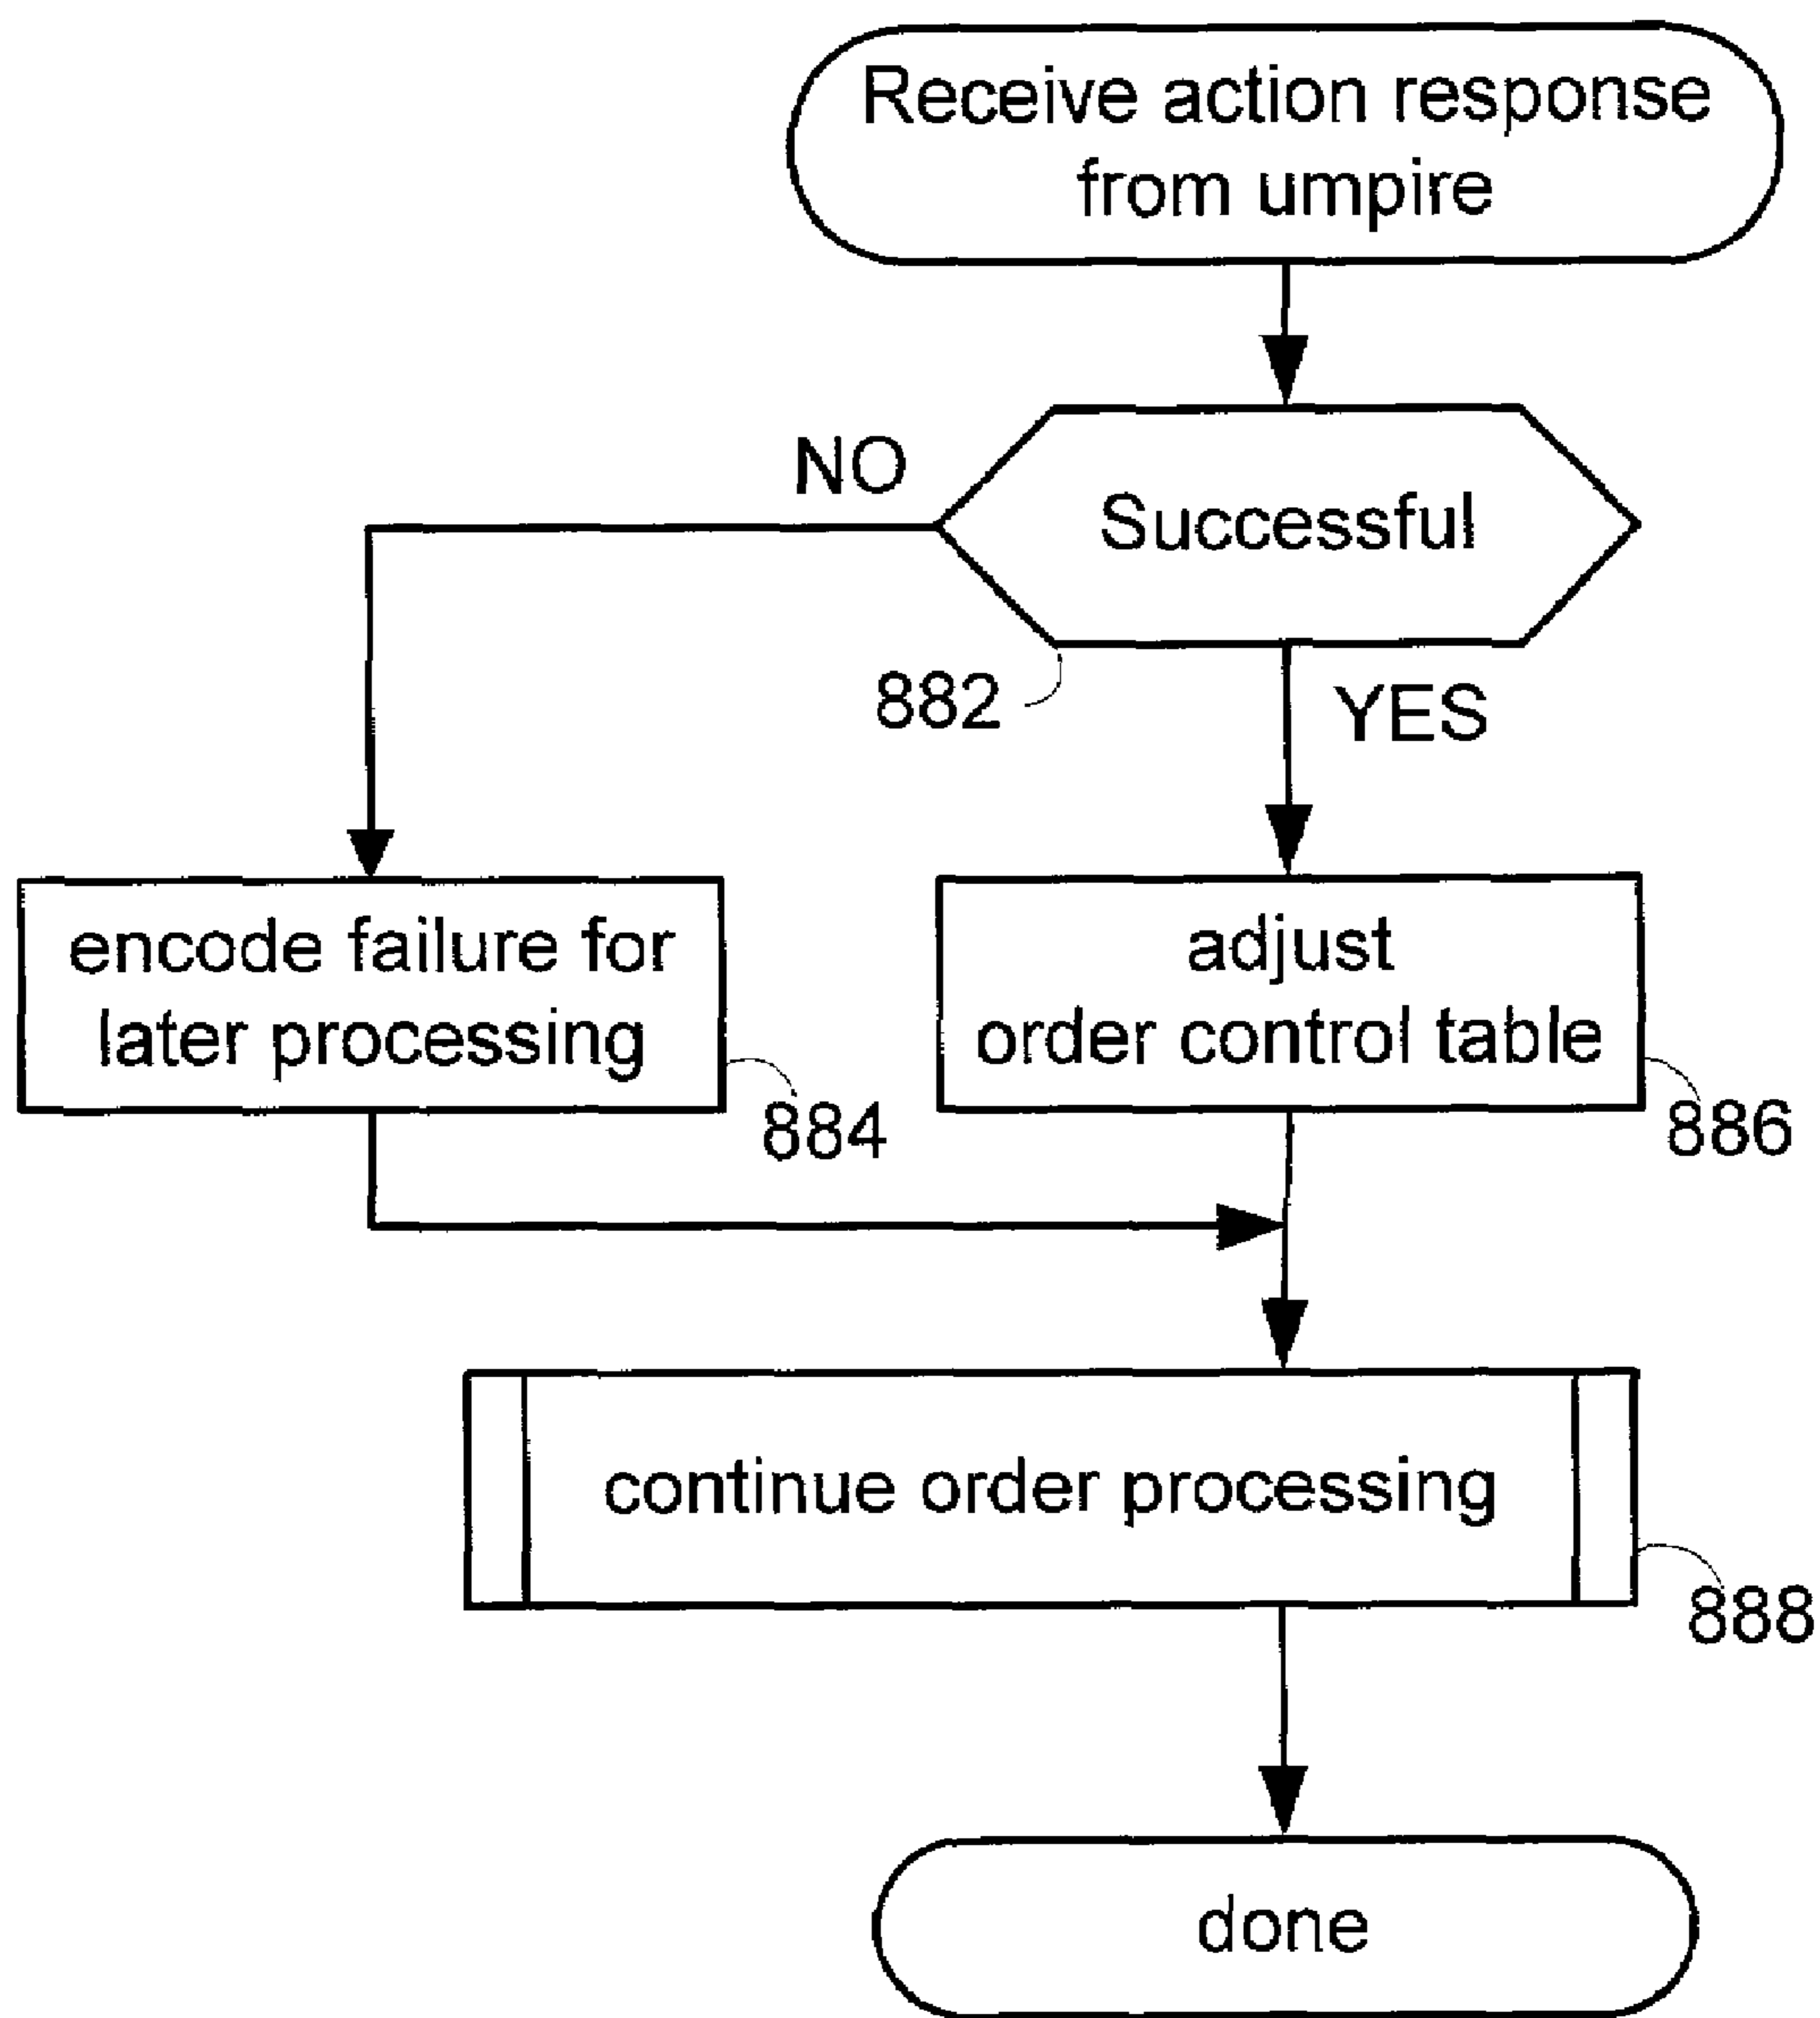 Receive action response
from umpire
NO
Successful
882
YES
encode failure for
later processing
884
adjust
order control table
886
continue order processing
888
done